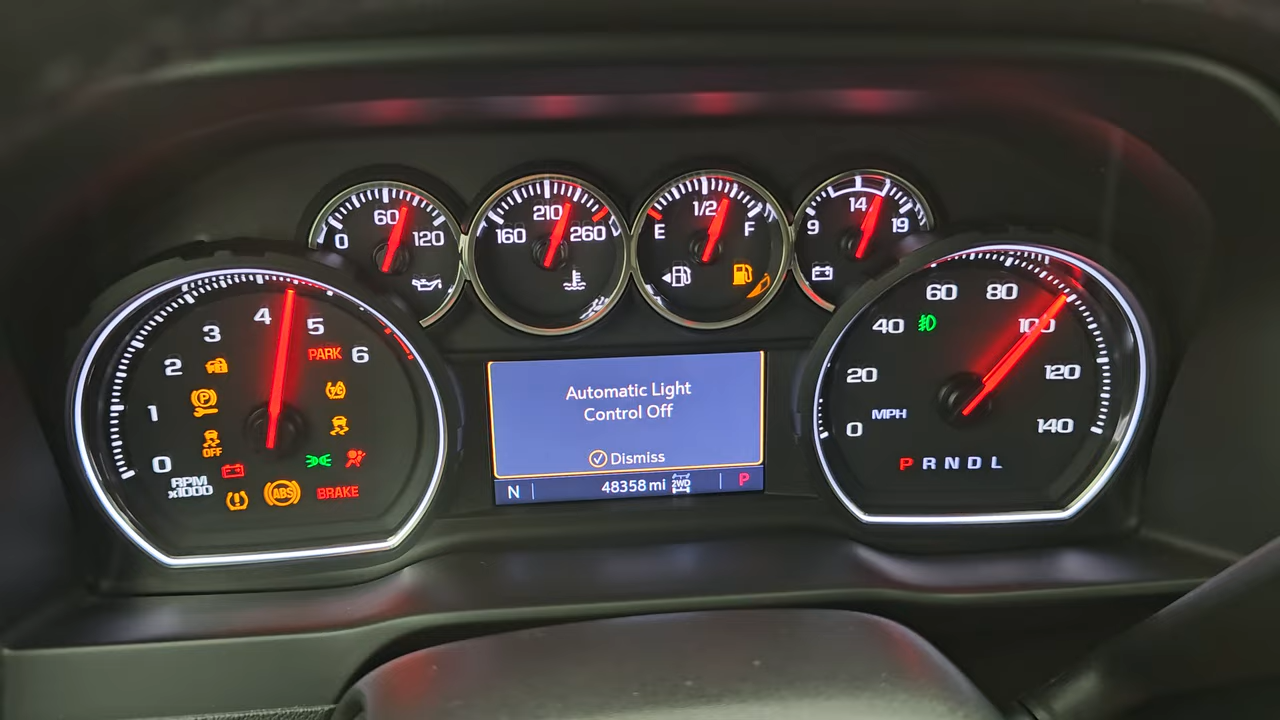 0 60 120
160 210 260
E 1/2 F
9 14 19
0 1 2 3 4 5 6
PARK
OFF
RPM
x1000
ABS
BRAKE
Automatic Light
Control Off
Dismiss
N 48358 mi 2WD P
0 20 40 60 80 100 120 140
MPH
P R N D L